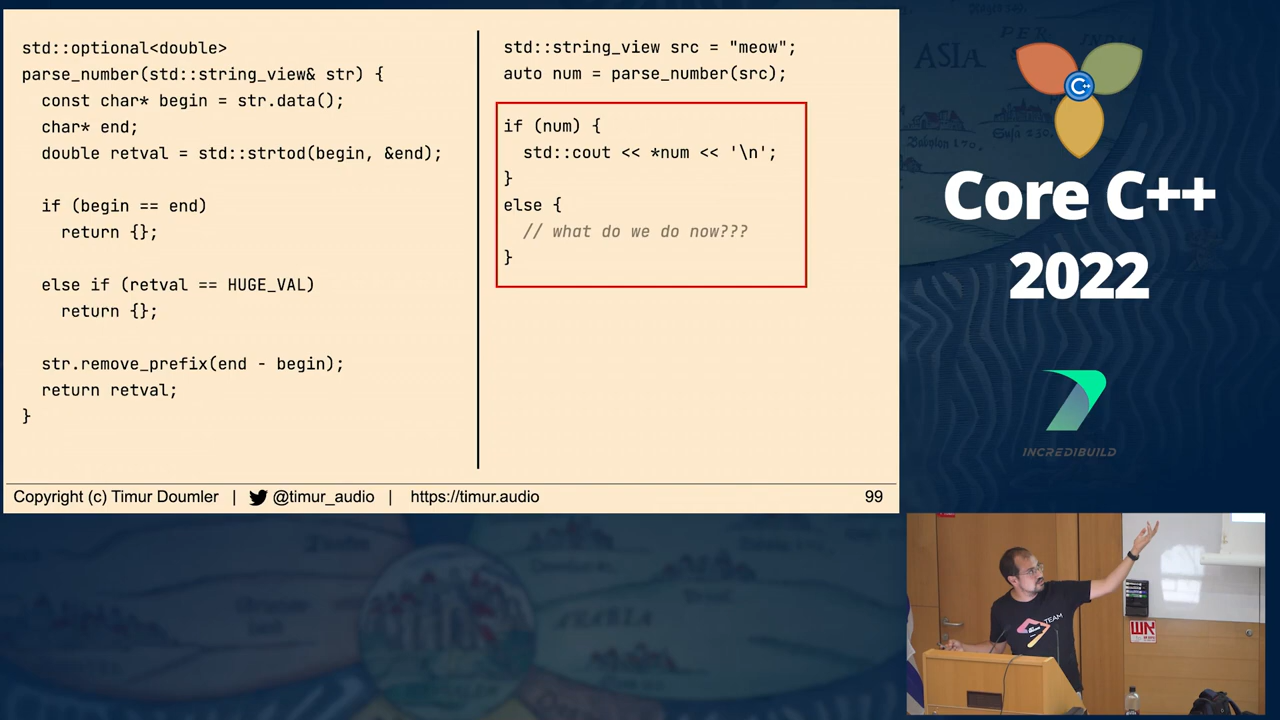 std::optional<double>
parse_number(std::string_view& str) {
const char* begin = str.data();
char* end;
double retval = std::strtod(begin, &end);
if (begin == end)
return {};
else if (retval == HUGE_VAL)
return {};
str.remove_prefix(end - begin);
return retval;
}
std::string_view src = "meow";
auto num = parse_number(src);
if (num) {
std::cout << *num << '\n';
}
else {
// what do we do now???
}
Copyright (c) Timur Doumler | @timur_audio | https://timur.audio
99
ASIA
C++
Core C++
2022
INCREDIBUILD
TEAM